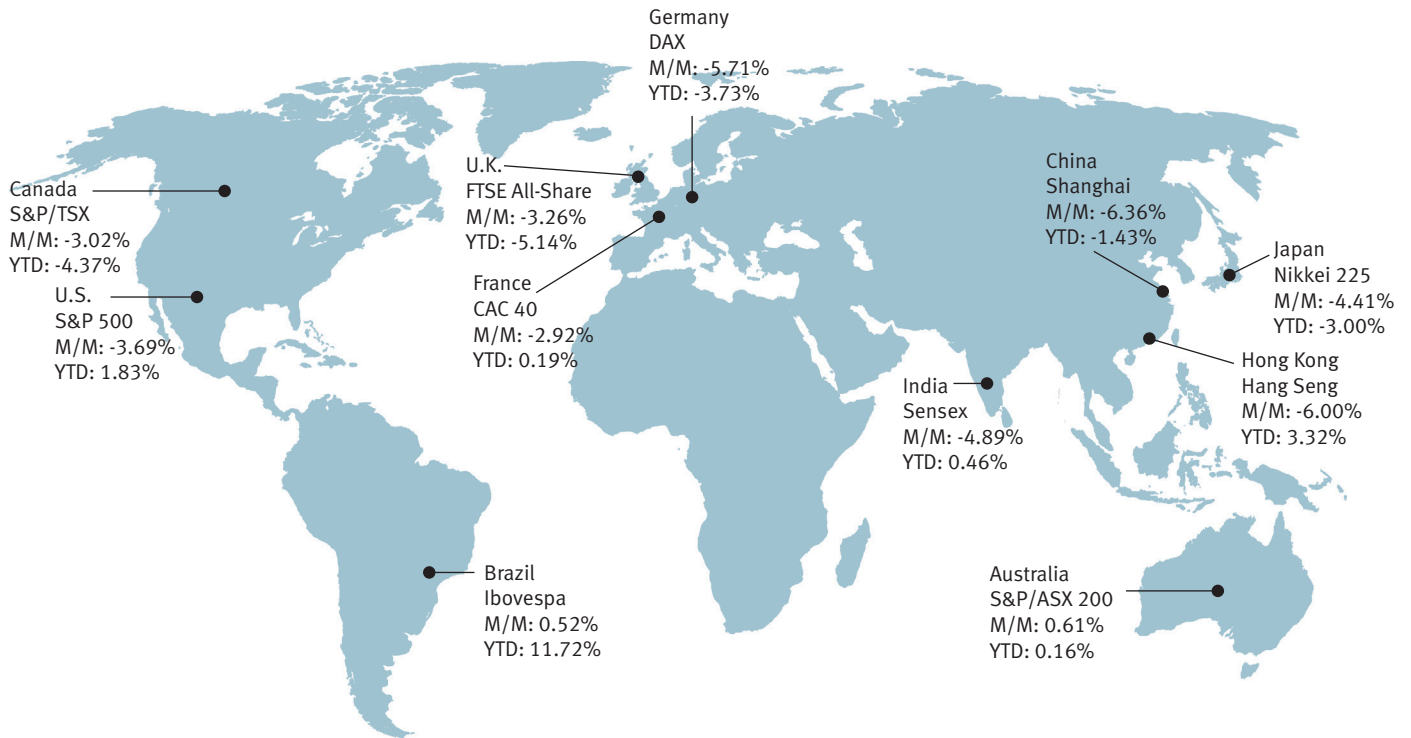 Germany
DAX
M/M: -5.71%
YTD: -3.73%
U.K.
FTSE All-Share
M/M: -3.26%
YTD: -5.14%
China
Shanghai
M/M: -6.36%
YTD: -1.43%
Canada
S&P/TSX
M/M: -3.02%
YTD: -4.37%
Japan
Nikkei 225
M/M: -4.41%
YTD: -3.00%
France
CAC 40
M/M: -2.92%
YTD: 0.19%
U.S.
S&P 500
M/M: -3.69%
YTD: 1.83%
Hong Kong
Hang Seng
M/M: -6.00%
YTD: 3.32%
India
Sensex
M/M: -4.89%
YTD: 0.46%
Brazil
Ibovespa
M/M: 0.52%
YTD: 11.72%
Australia
S&P/ASX 200
M/M: 0.61%
YTD: 0.16%